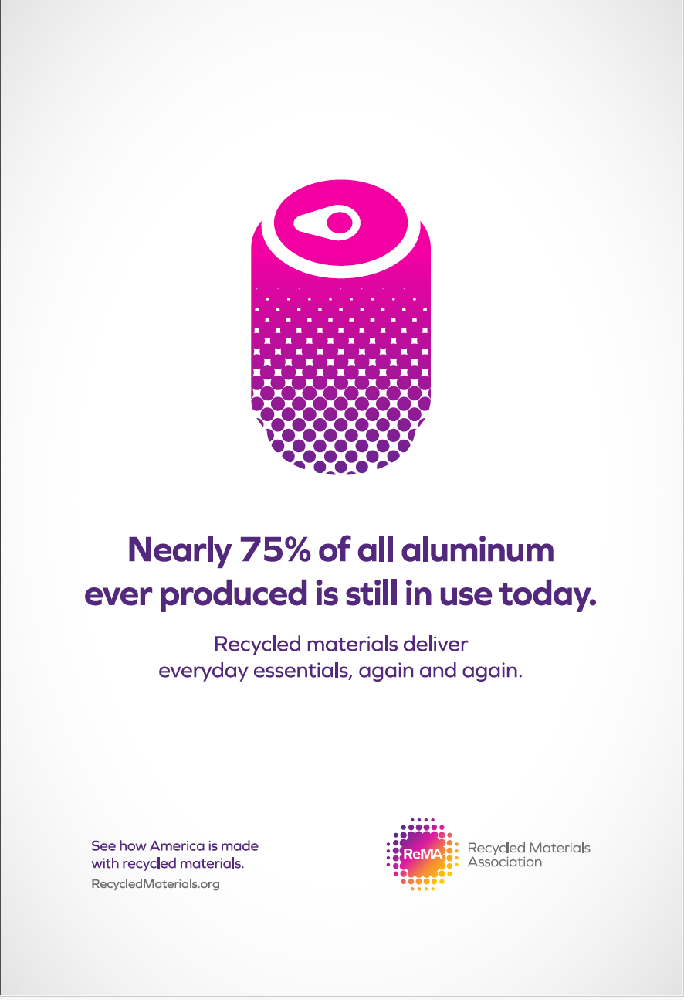 Nearly 75% of all aluminum
ever produced is still in use today.
Recycled materials deliver
everyday essentials, again and again.
See how America is made
with recycled materials.
RecycledMaterials.org
ReMA
Recycled Materials
Association